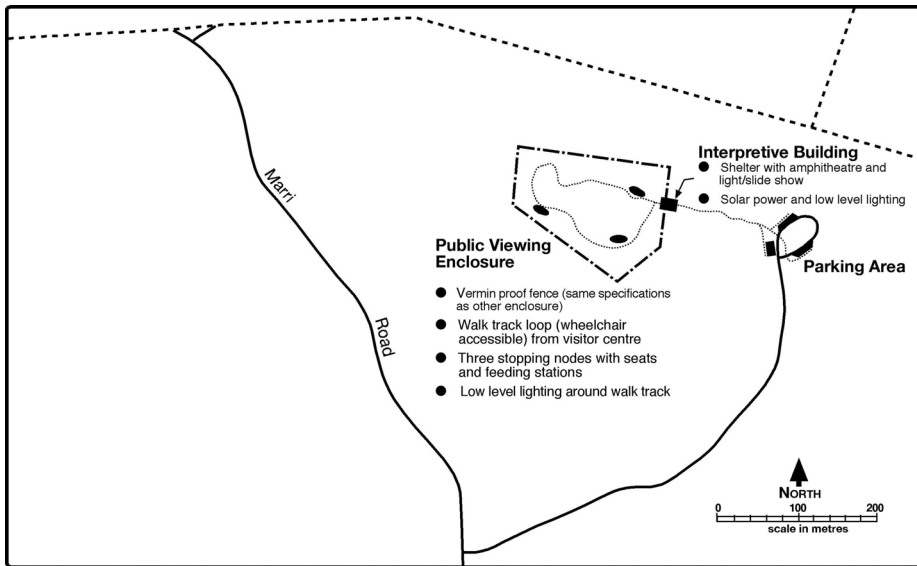 Marri
Road
Interpretive Building
● Shelter with amphitheatre and
light/slide show
● Solar power and low level lighting
Parking Area
Public Viewing
Enclosure
● Vermin proof fence (same specifications
as other enclosure)
● Walk track loop (wheelchair
accessible) from visitor centre
● Three stopping nodes with seats
and feeding stations
● Low level lighting around walk track
NORTH
0 100 200
scale in metres